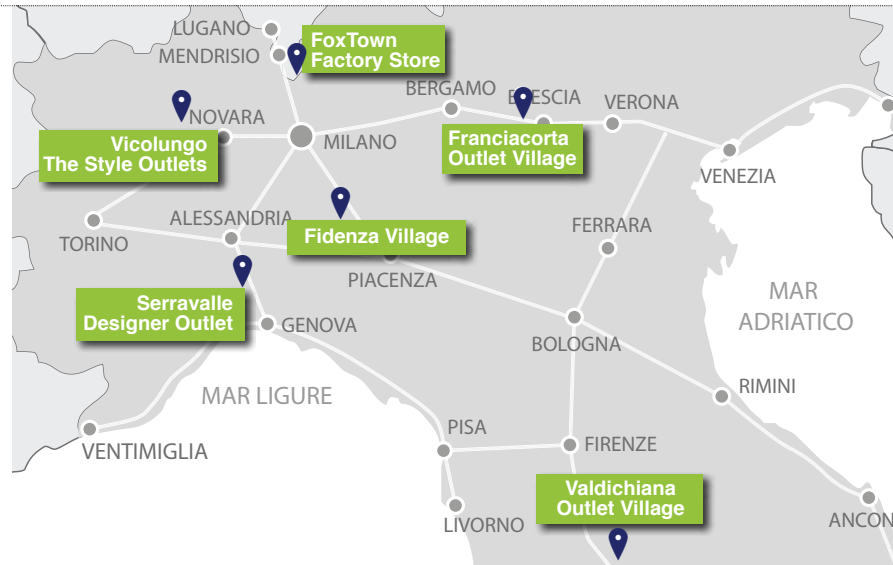 LUGANO
MENDRISIO
FoxTown
Factory Store
BERGAMO
BRESCIA
VERONA
NOVARA
MILANO
Vicolungo
The Style Outlets
Franciacorta
Outlet Village
VENEZIA
ALESSANDRIA
TORINO
Fidenza Village
FERRARA
PIACENZA
Serravalle
Designer Outlet
GENOVA
MAR
ADRIATICO
BOLOGNA
MAR LIGURE
RIMINI
PISA
FIRENZE
VENTIMIGLIA
Valdichiana
Outlet Village
LIVORNO
ANCON